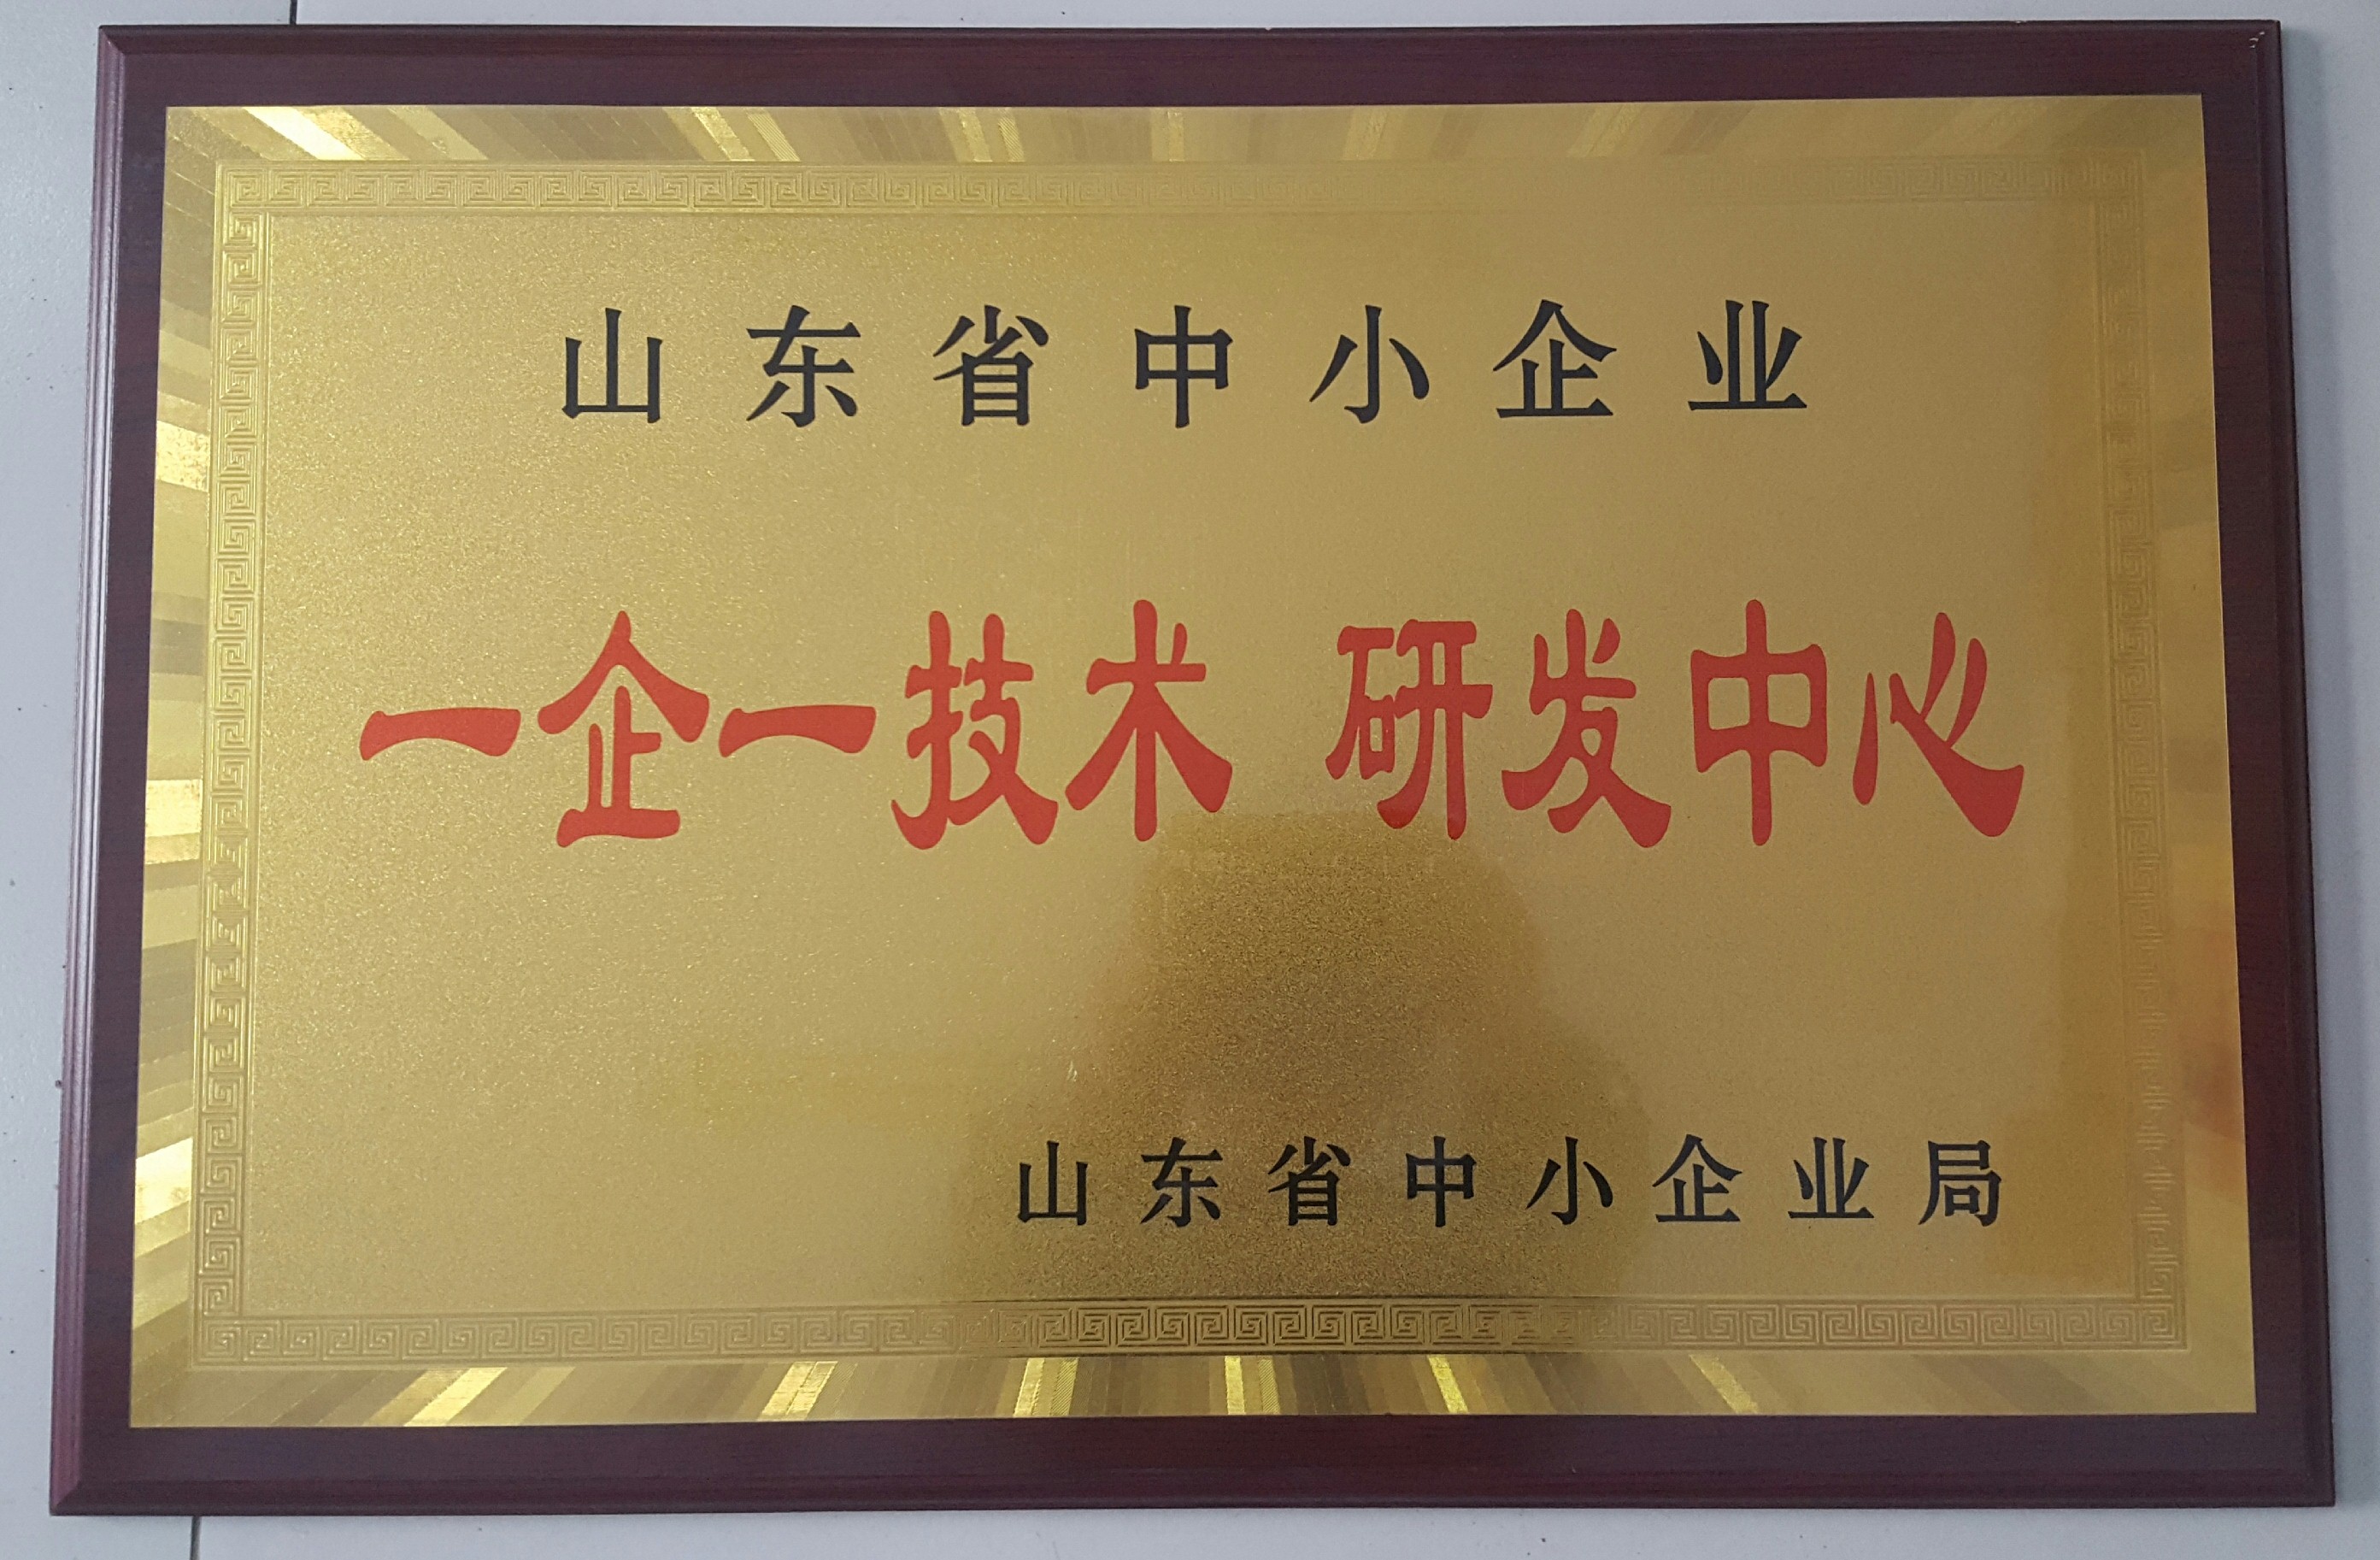 山东省中小企业
一企一技术 研发中心
山东省中小企业局